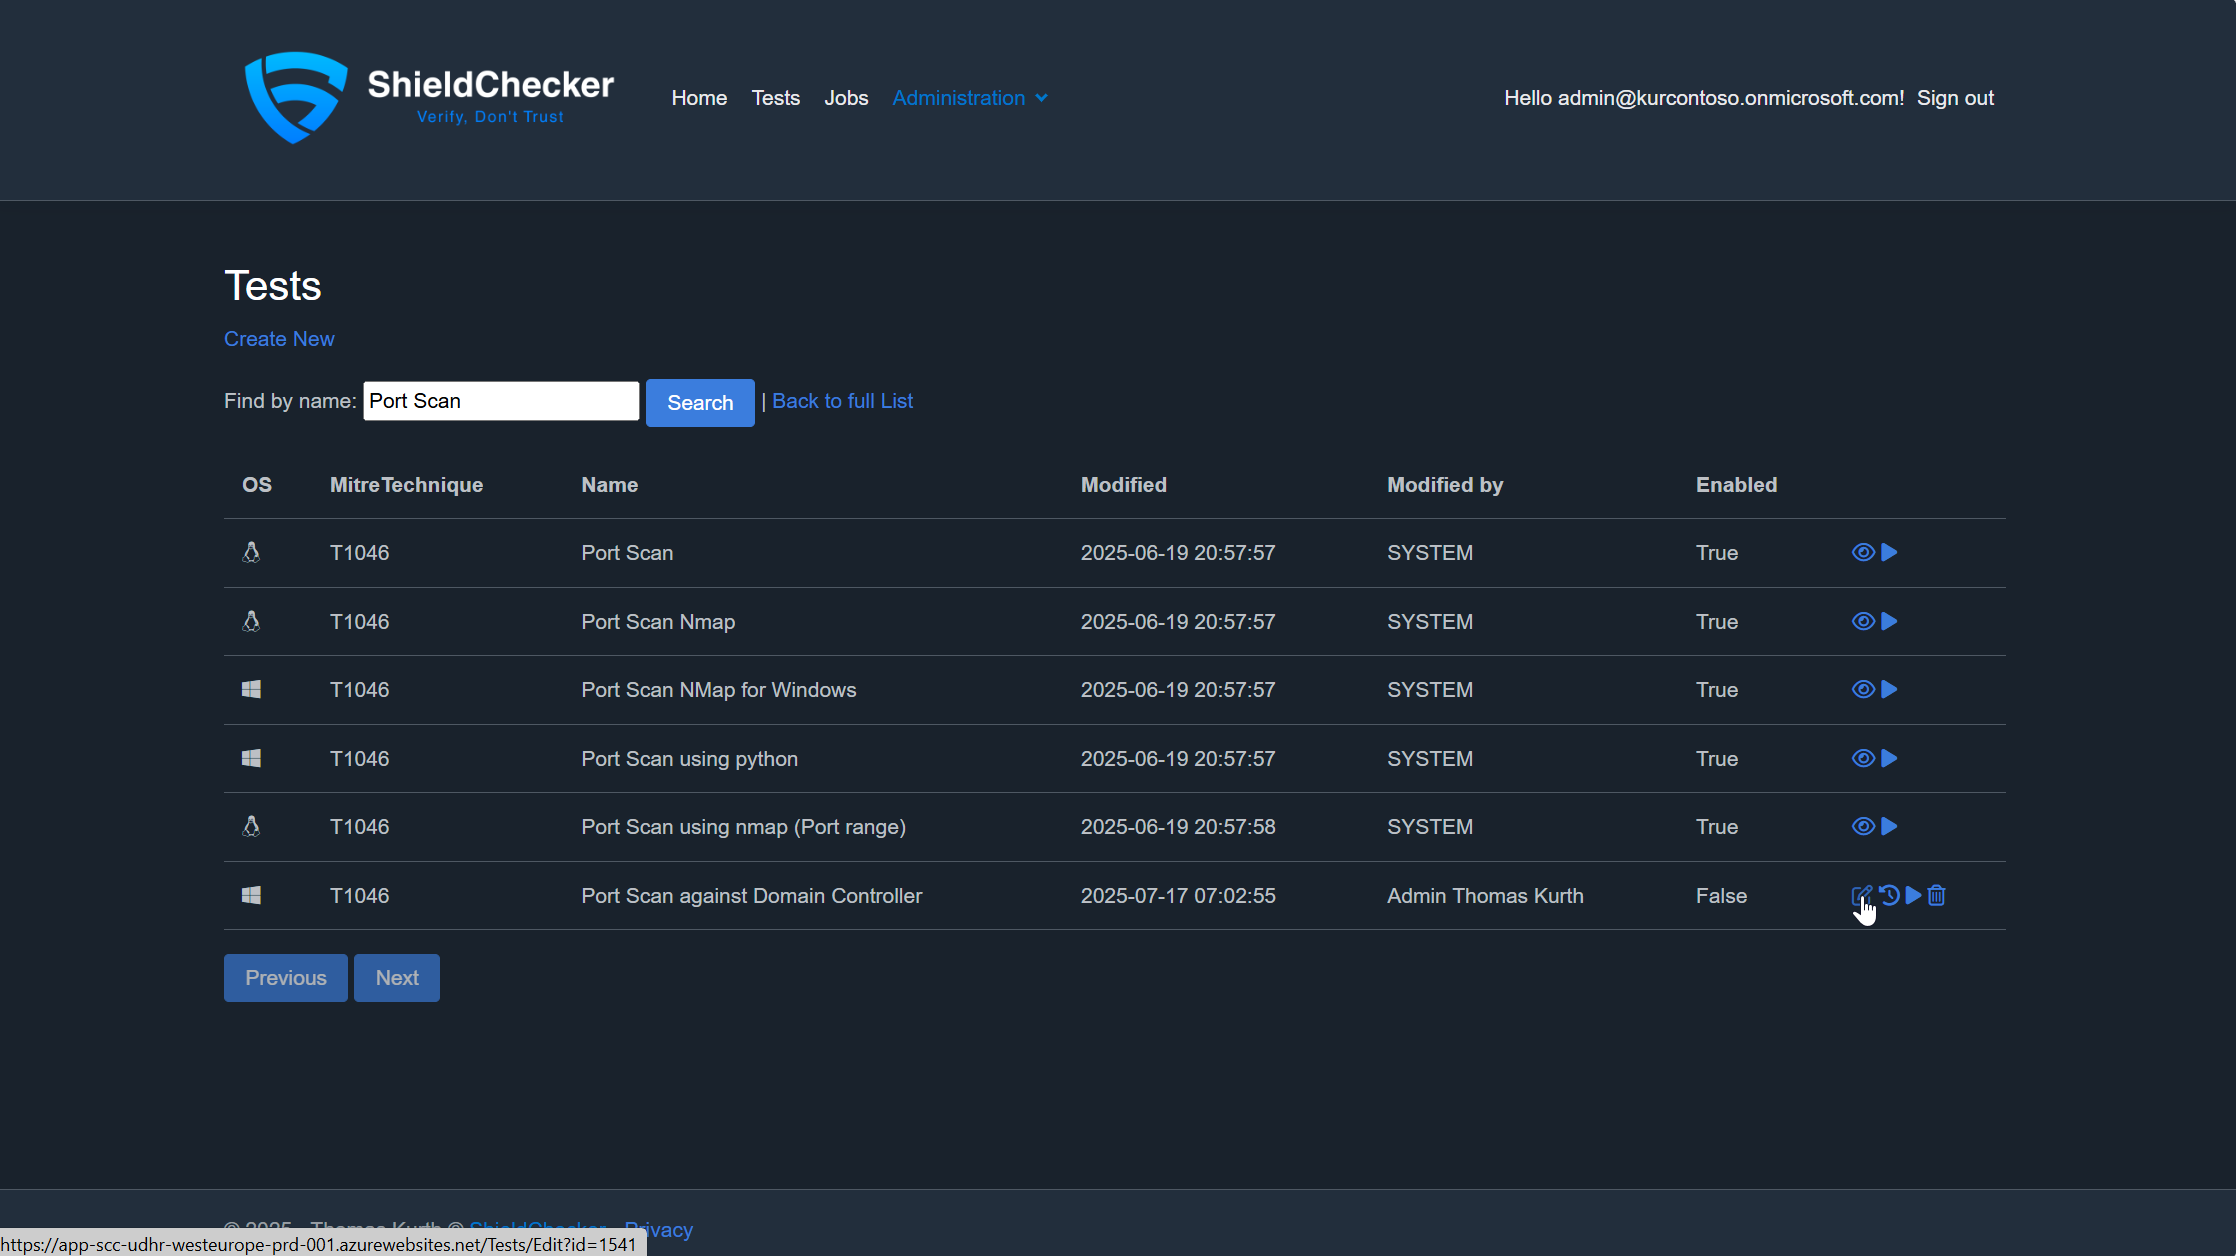 ShieldChecker
Verify, Don't Trust
Home Tests Jobs Administration
Hello admin@kurcontoso.onmicrosoft.com! Sign out
Tests
Create New
Find by name: Port Scan Search | Back to full List
OS MitreTechnique Name Modified Modified by Enabled
T1046 Port Scan 2025-06-19 20:57:57 SYSTEM True
T1046 Port Scan Nmap 2025-06-19 20:57:57 SYSTEM True
T1046 Port Scan NMap for Windows 2025-06-19 20:57:57 SYSTEM True
T1046 Port Scan using python 2025-06-19 20:57:57 SYSTEM True
T1046 Port Scan using nmap (Port range) 2025-06-19 20:57:58 SYSTEM True
T1046 Port Scan against Domain Controller 2025-07-17 07:02:55 Admin Thomas Kurth False
Previous Next
© 2025 - Thomas Kurth © ShieldChecker - Privacy
https://app-scc-udhr-westeurope-prd-001.azurewebsites.net/Tests/Edit?id=1541